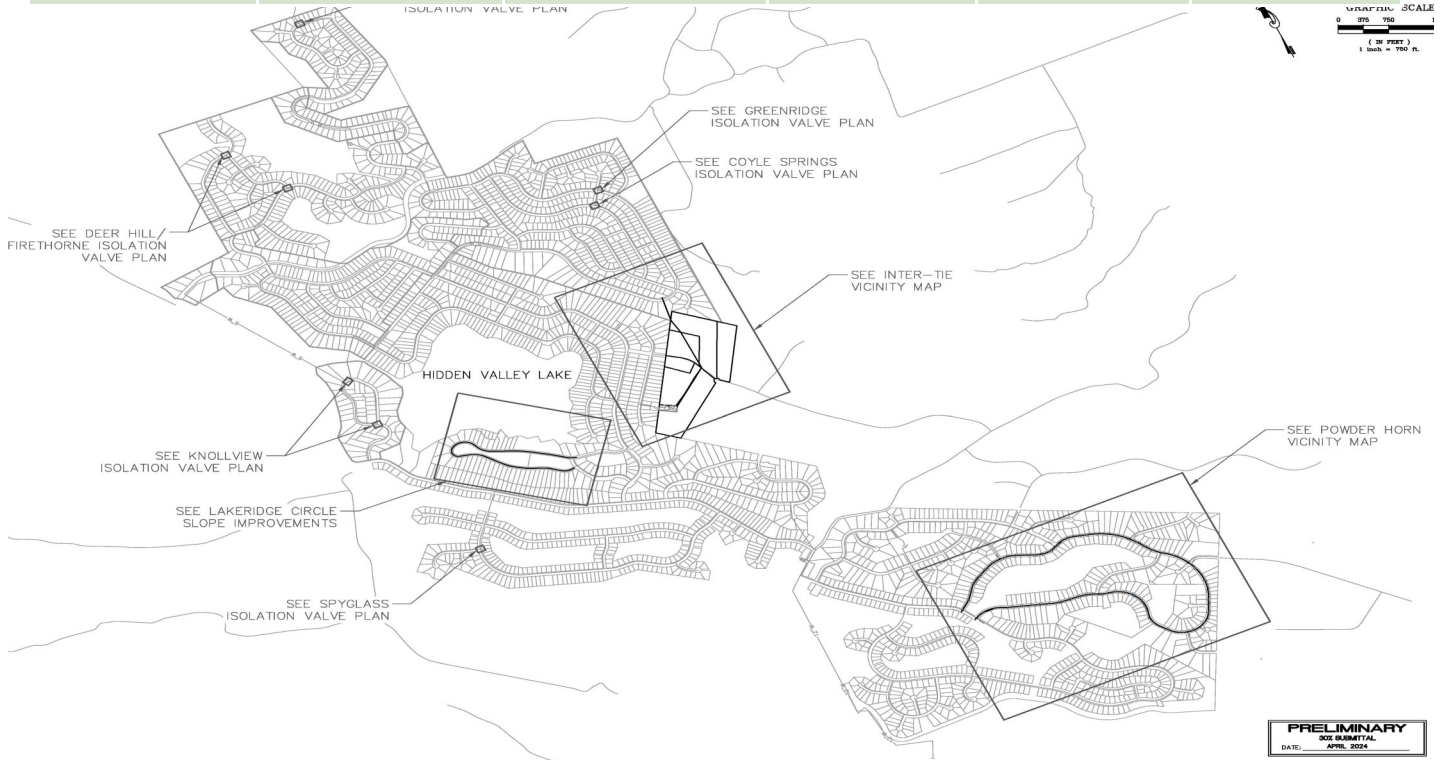 ISOLATION VALVE PLAN
GRAPHIC SCALE
0 375 750
( IN FEET )
1 inch = 750 ft.
SEE GREENRIDGE
ISOLATION VALVE PLAN
SEE COYLE SPRINGS
ISOLATION VALVE PLAN
SEE DEER HILL/
FIRETHORNE ISOLATION
VALVE PLAN
SEE INTER-TIE
VICINITY MAP
HIDDEN VALLEY LAKE
SEE KNOLLVIEW
ISOLATION VALVE PLAN
SEE POWDER HORN
VICINITY MAP
SEE LAKERIDGE CIRCLE
SLOPE IMPROVEMENTS
SEE SPYGLASS
ISOLATION VALVE PLAN
PRELIMINARY
30% SUBMITTAL
DATE: APRIL 2024